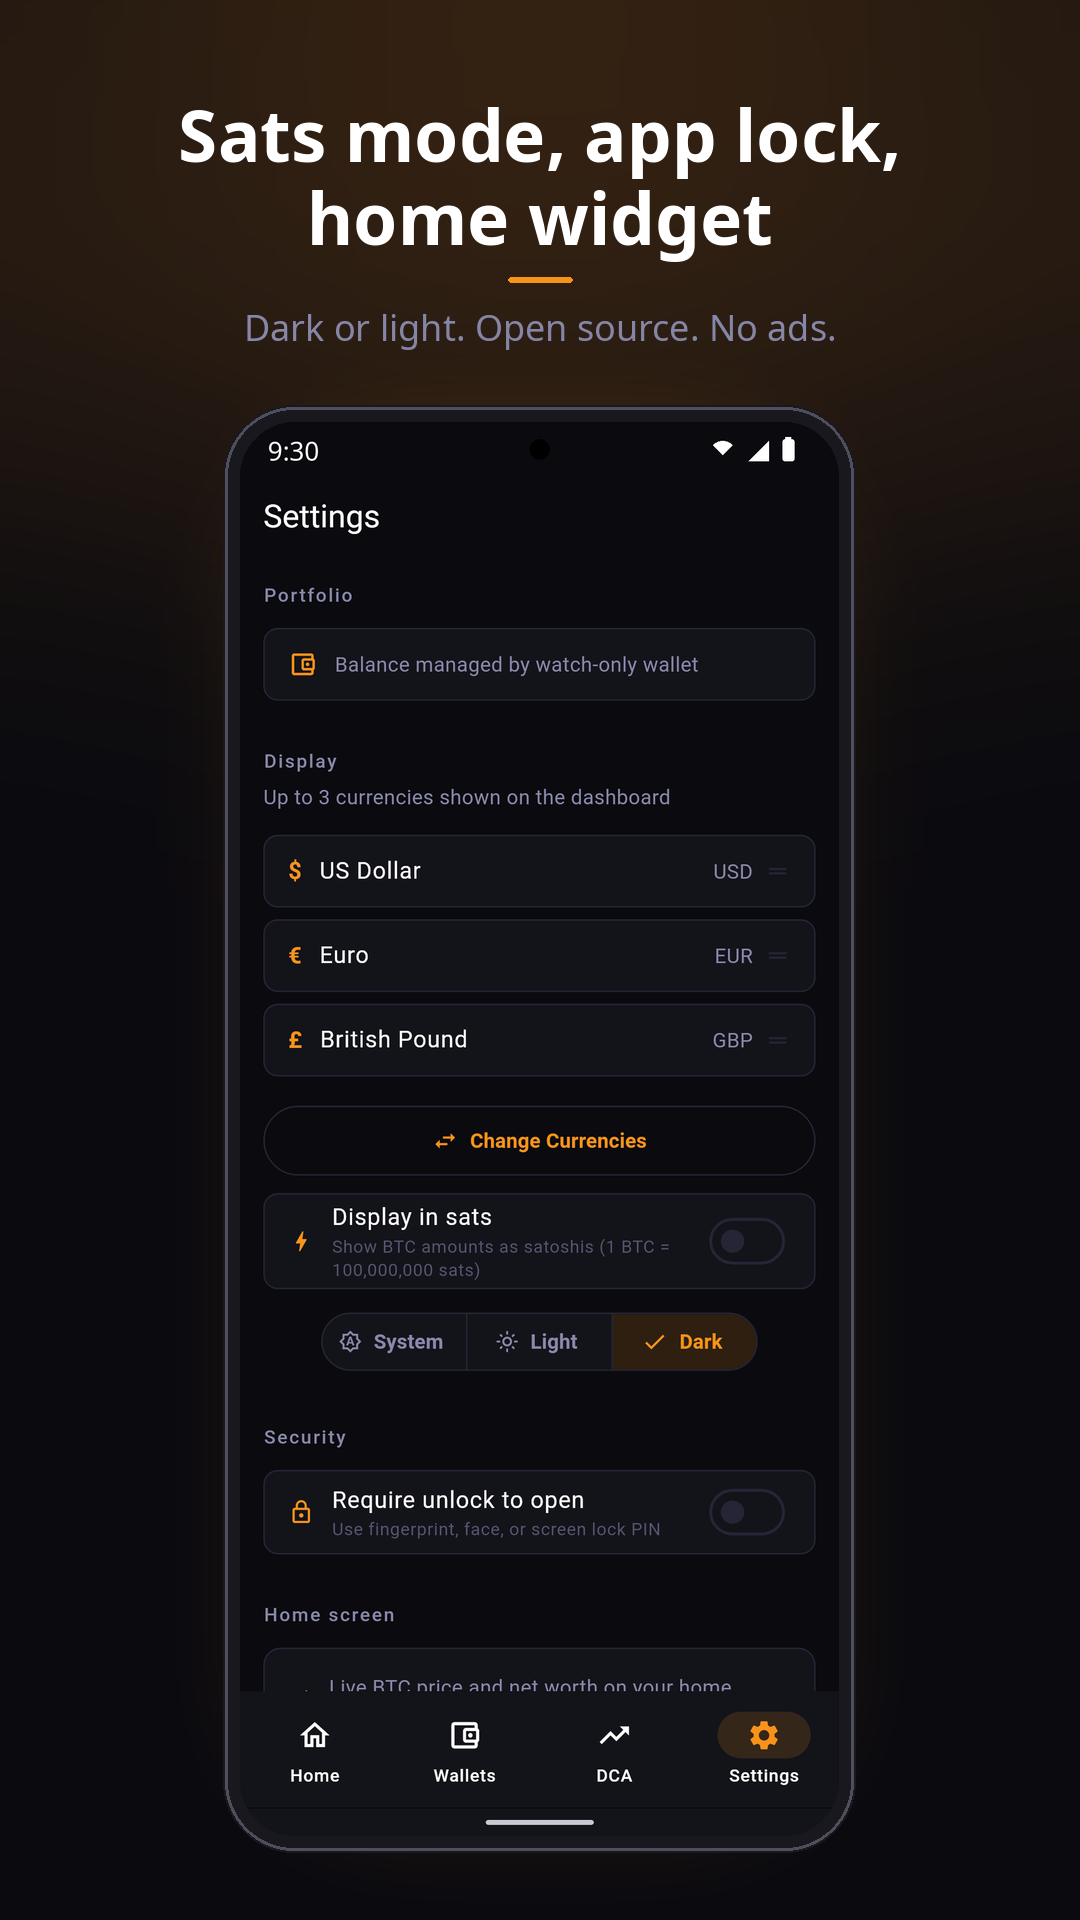 Sats mode, app lock,
home widget
Dark or light. Open source. No ads.
9:30
Settings
Portfolio
Balance managed by watch-only wallet
Display
Up to 3 currencies shown on the dashboard
$ US Dollar USD
€ Euro EUR
£ British Pound GBP
Change Currencies
Display in sats
Show BTC amounts as satoshis (1 BTC =
100,000,000 sats)
System Light Dark
Security
Require unlock to open
Use fingerprint, face, or screen lock PIN
Home screen
Live BTC price and net worth on your home
Home Wallets DCA Settings